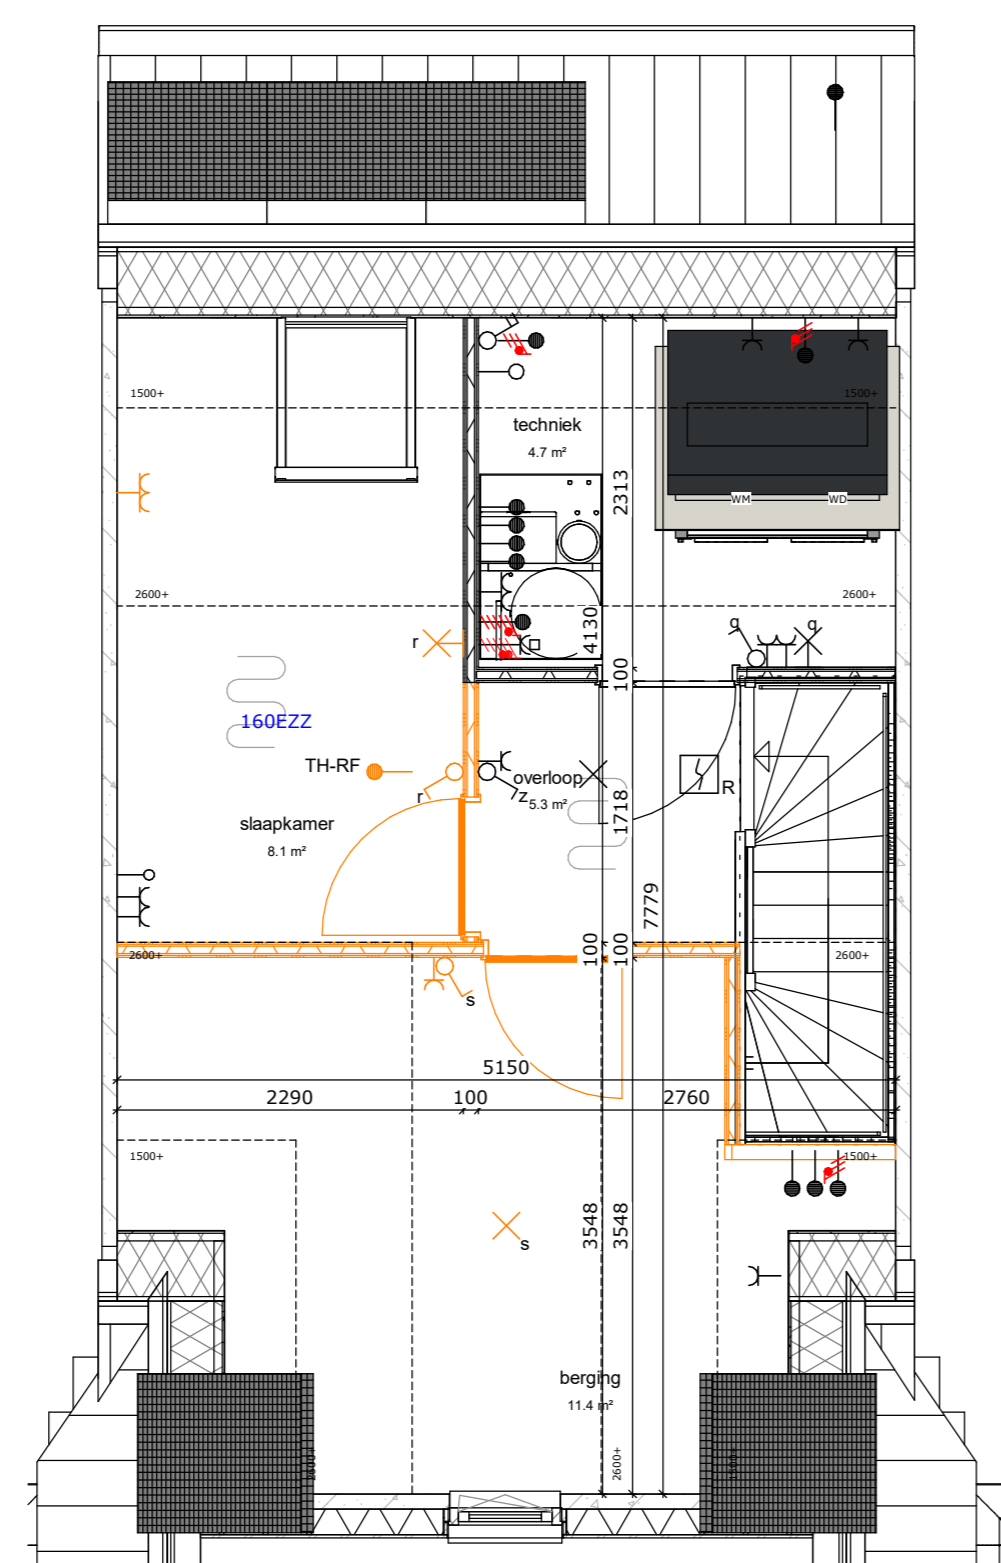 1500+
1500+
techniek
4.7 m²
2313
WM
WD
2600+
2600+
4130
q
q
r
100
160EZZ
TH-RF
r
z
overloop
5.3 m²
R
1718
slaapkamer
8.1 m²
7779
100
100
2600+
2600+
s
5150
2290
100
2760
1500+
1500+
3548
3548
s
berging
11.4 m²
2600+
2600+
1500+